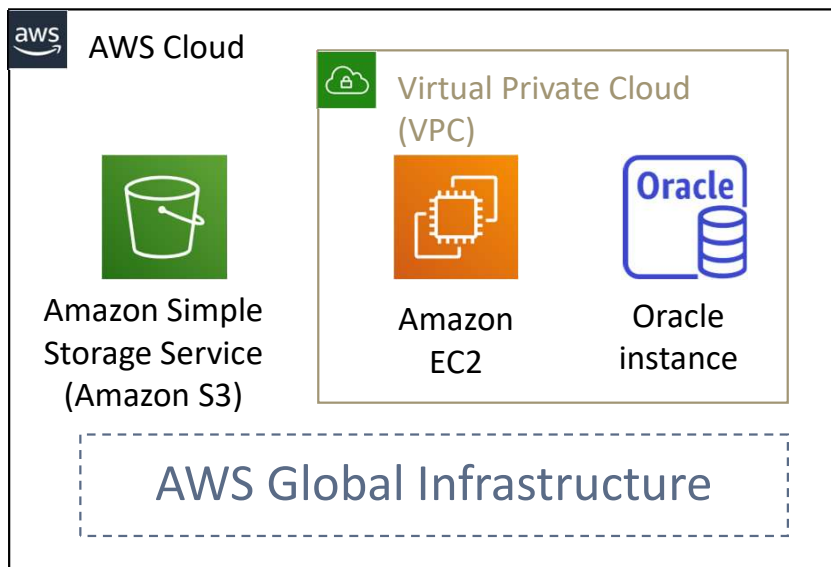 aws
AWS Cloud
Virtual Private Cloud
(VPC)
Oracle
Amazon Simple
Storage Service
(Amazon S3)
Amazon
EC2
Oracle
instance
AWS Global Infrastructure